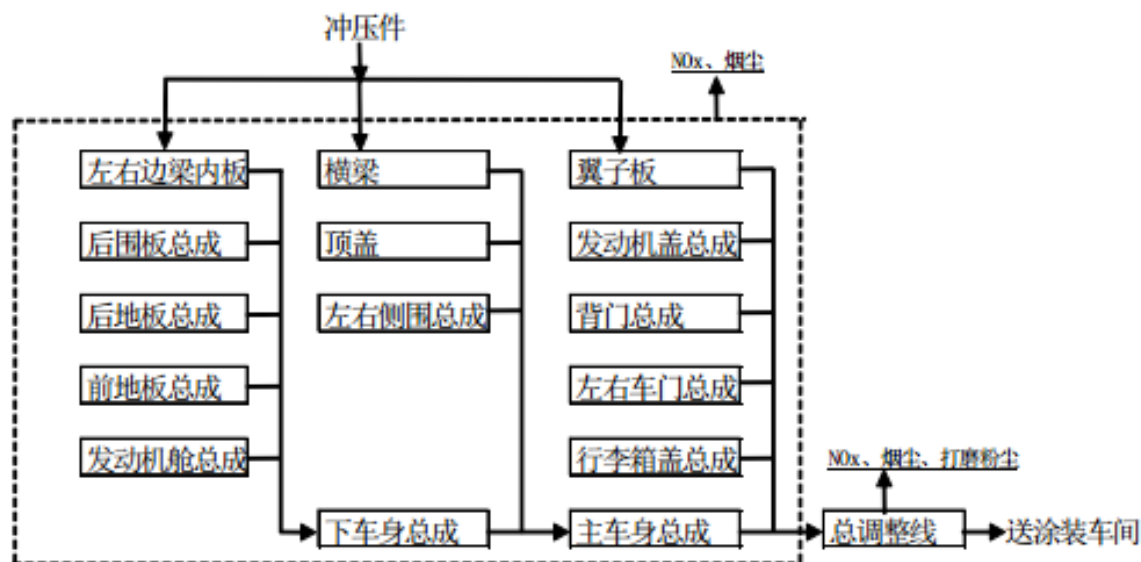 冲压件
NOx、烟尘
左右边梁内板
横梁
翼子板
后围板总成
顶盖
发动机盖总成
后地板总成
左右侧围总成
背门总成
前地板总成
左右车门总成
发动机舱总成
行李箱盖总成
NOx、烟尘、打磨粉尘
下车身总成
主车身总成
总调整线
送涂装车间